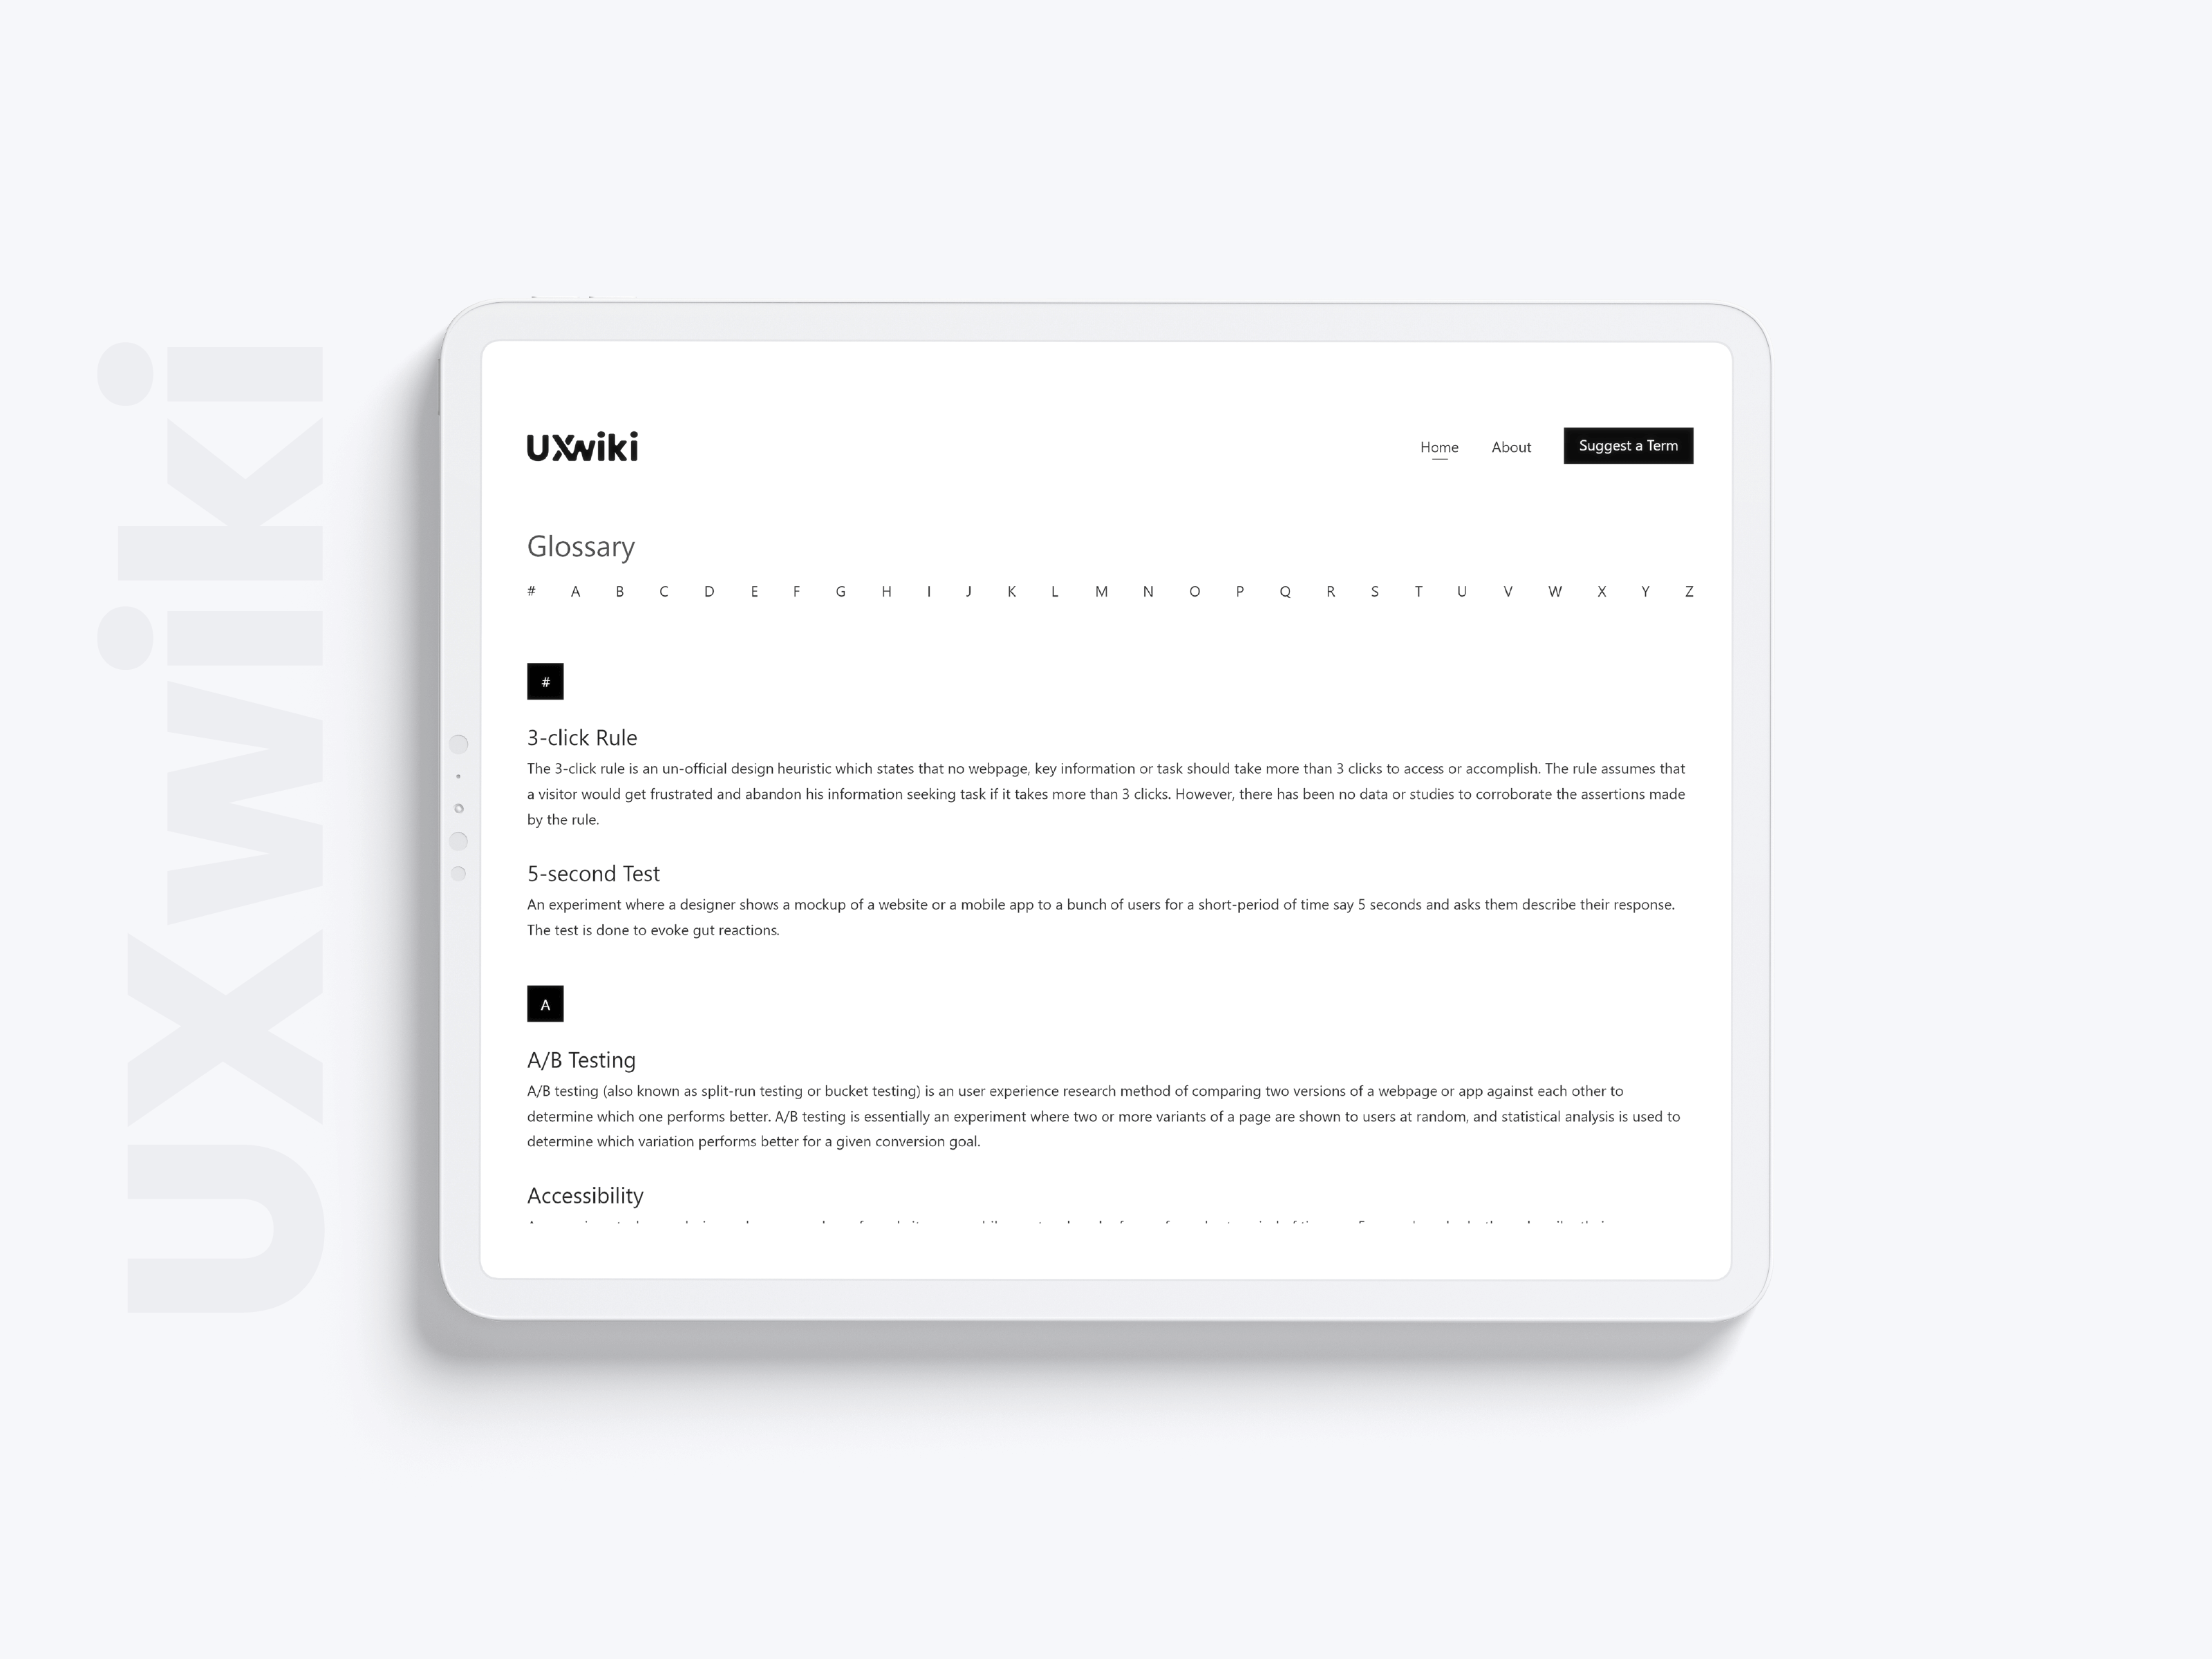 UXwiki
UXwiki
Home About Suggest a Term
Glossary
# A B C D E F G H I J K L M N O P Q R S T U V W X Y Z
#
3-click Rule
The 3-click rule is an un-official design heuristic which states that no webpage, key information or task should take more than 3 clicks to access or accomplish. The rule assumes that
a visitor would get frustrated and abandon his information seeking task if it takes more than 3 clicks. However, there has been no data or studies to corroborate the assertions made
by the rule.
5-second Test
An experiment where a designer shows a mockup of a website or a mobile app to a bunch of users for a short-period of time say 5 seconds and asks them describe their response.
The test is done to evoke gut reactions.
A
A/B Testing
A/B testing (also known as split-run testing or bucket testing) is an user experience research method of comparing two versions of a webpage or app against each other to
determine which one performs better. A/B testing is essentially an experiment where two or more variants of a page are shown to users at random, and statistical analysis is used to
determine which variation performs better for a given conversion goal.
Accessibility